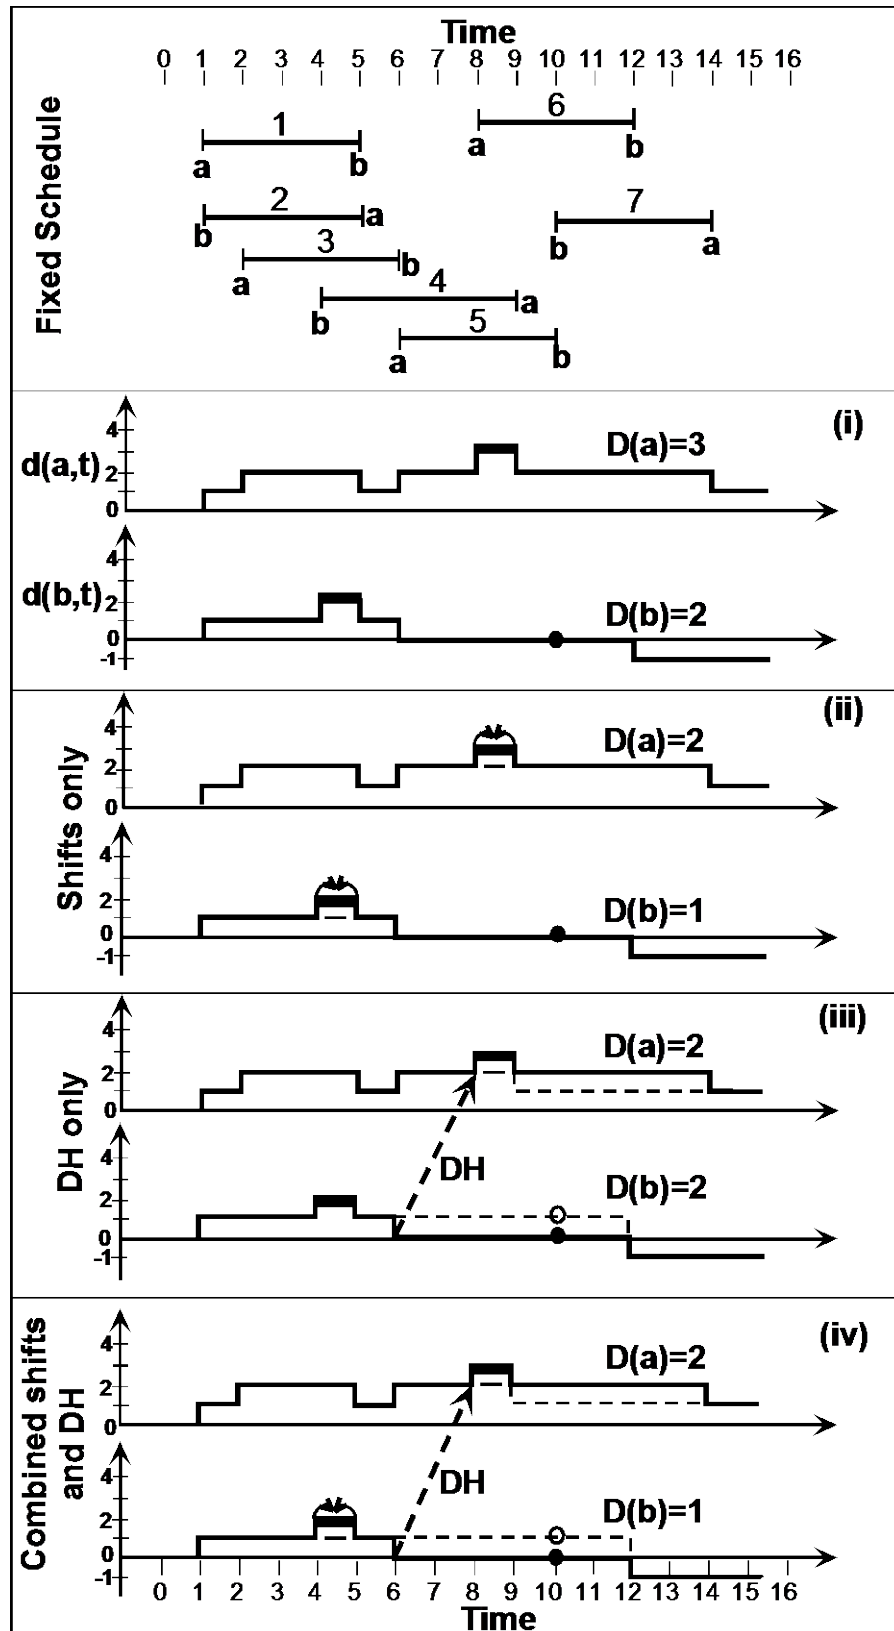 Time
0 1 2 3 4 5 6 7 8 9 10 11 12 13 14 15 16
Fixed Schedule
1
a
b
6
a
b
2
b
a
7
b
a
3
a
b
4
b
a
5
a
b
(i)
d(a,t)
4
2
0
D(a)=3
d(b,t)
4
2
0
-1
D(b)=2
(ii)
Shifts only
4
2
0
D(a)=2
4
2
0
-1
D(b)=1
(iii)
DH only
4
2
0
D(a)=2
DH
4
2
0
-1
D(b)=2
(iv)
Combined shifts
and DH
4
2
0
D(a)=2
DH
4
2
0
-1
D(b)=1
0 1 2 3 4 5 6 7 8 9 10 11 12 13 14 15 16
Time